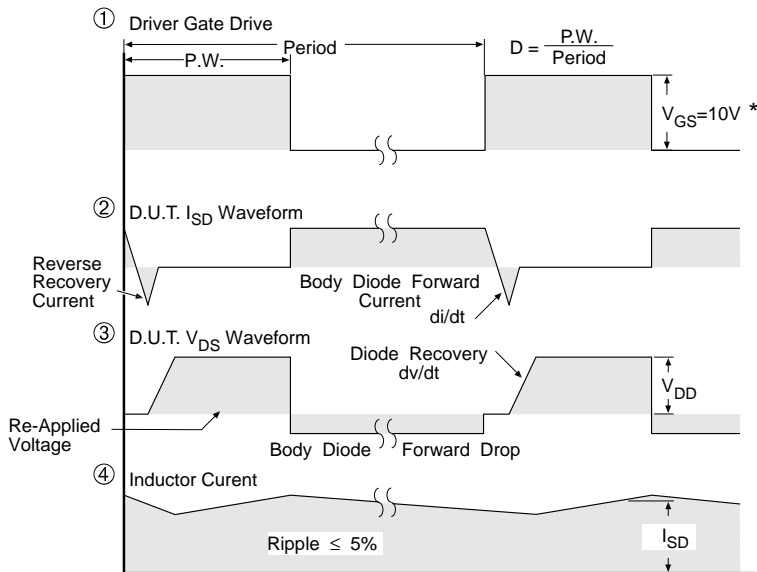 ① Driver Gate Drive
Period
P.W.
D = P.W. / Period
V_GS=10V *
② D.U.T. I_SD Waveform
Reverse
Recovery
Current
Body Diode Forward
Current
di/dt
③ D.U.T. V_DS Waveform
Diode Recovery
dv/dt
V_DD
Re-Applied
Voltage
Body Diode Forward Drop
④ Inductor Curent
Ripple ≤ 5%
I_SD